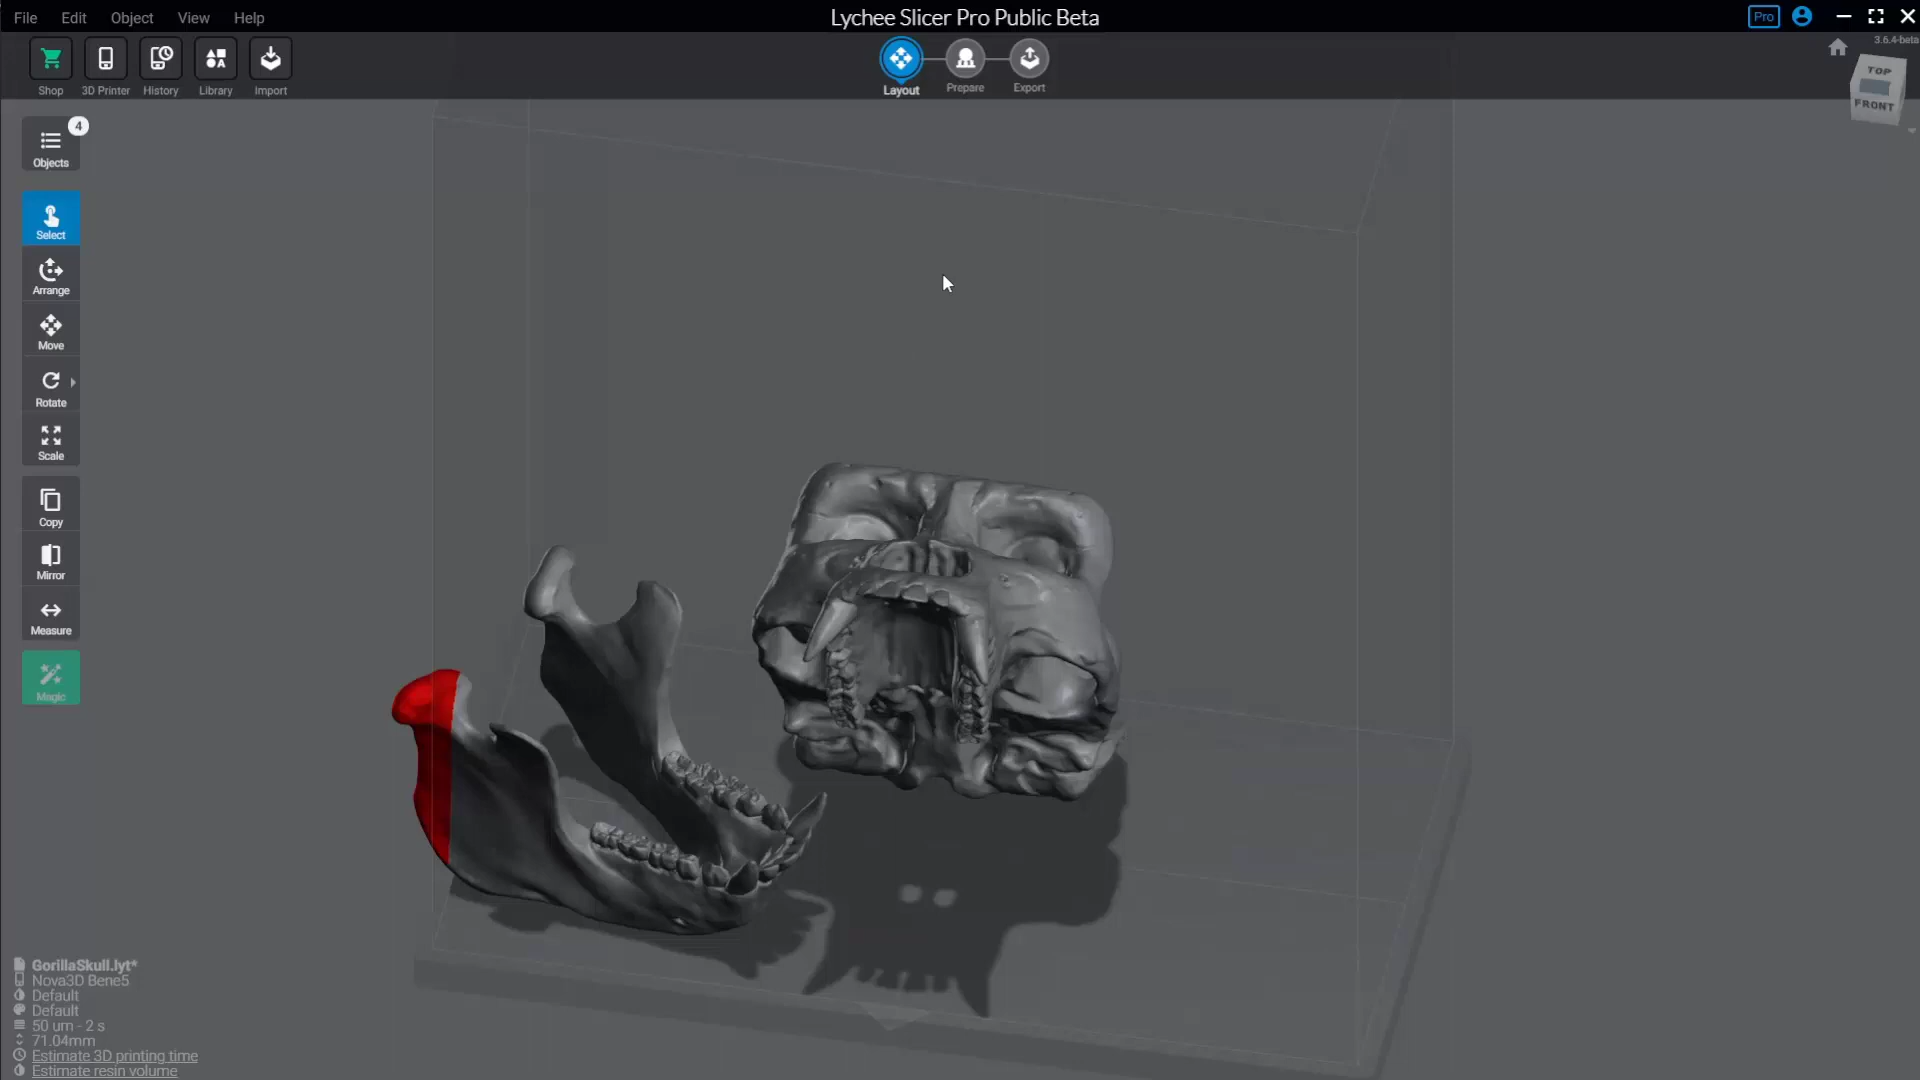 File Edit Object View Help
Lychee Slicer Pro Public Beta
Pro
3.6.4-beta
Shop 3D Printer History Library Import
Layout Prepare Export
TOP
FRONT
4
Objects
Select
Arrange
Move
Rotate
Scale
Copy
Mirror
Measure
Magic
GorillaSkull.lyt*
Nova3D Bene5
Default
Default
50 um - 2 s
71.04mm
Estimate 3D printing time
Estimate resin volume